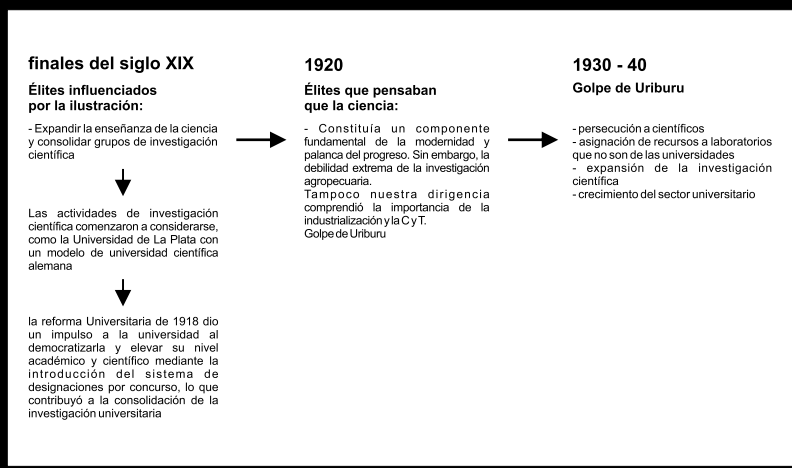 finales del siglo XIX
Élites influenciados
por la ilustración:
- Expandir la enseñanza de la ciencia
y consolidar grupos de investigación
científica
Las actividades de investigación
científica comenzaron a considerarse,
como la Universidad de La Plata con
un modelo de universidad científica
alemana
la reforma Universitaria de 1918 dio
un impulso a la universidad al
democratizarla y elevar su nivel
académico y científico mediante la
introducción del sistema de
designaciones por concurso, lo que
contribuyó a la consolidación de la
investigación universitaria
1920
Élites que pensaban
que la ciencia:
- Constituía un componente
fundamental de la modernidad y
palanca del progreso. Sin embargo, la
debilidad extrema de la investigación
agropecuaria.
Tampoco nuestra dirigencia
comprendió la importancia de la
industrialización y la C y T.
Golpe de Uriburu
1930 - 40
Golpe de Uriburu
- persecución a científicos
- asignación de recursos a laboratorios
que no son de las universidades
- expansión de la investigación
científica
- crecimiento del sector universitario